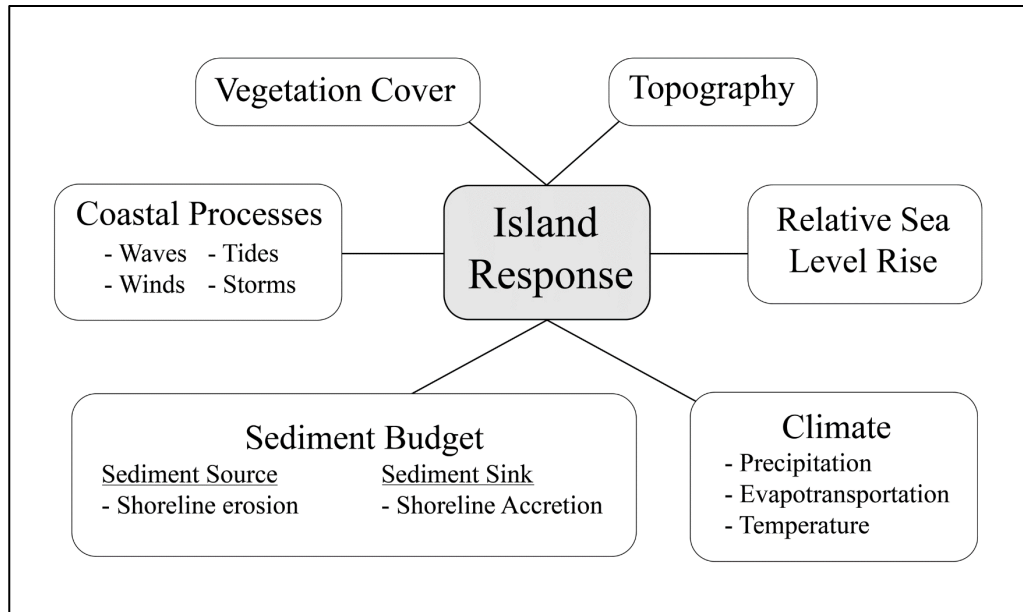 Vegetation Cover
Topography
Coastal Processes
- Waves - Tides
- Winds - Storms
Island
Response
Relative Sea
Level Rise
Sediment Budget
Sediment Source
- Shoreline erosion
Sediment Sink
- Shoreline Accretion
Climate
- Precipitation
- Evapotransportation
- Temperature